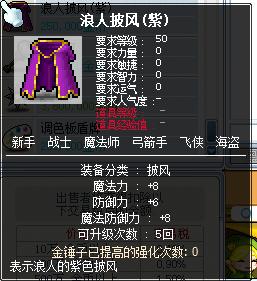 浪人披风(紫)
要求等级: 50
要求力量: 0
要求敏捷: 0
要求智力: 0
要求运气: 0
要求人气度: -
道具等级: -
道具经验值: -
新手 战士 魔法师 弓箭手 飞侠 海盗
装备分类: 披风
魔法力: +8
防御力: +8
魔法防御力: +6
可升级次数: 5回
金锤子已提高的强化次数: 0
表示浪人的紫色披风
调色板盾牌